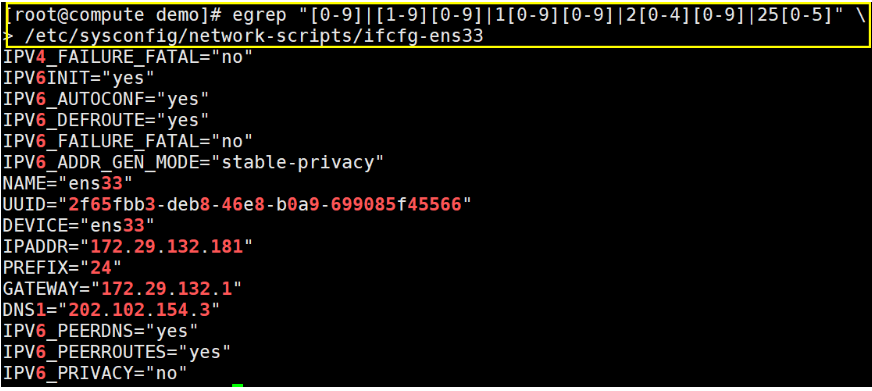 [root@compute demo]# egrep "[0-9]|[1-9][0-9]|1[0-9][0-9]|2[0-4][0-9]|25[0-5]" \
> /etc/sysconfig/network-scripts/ifcfg-ens33
IPV4_FAILURE_FATAL="no"
IPV6INIT="yes"
IPV6_AUTOCONF="yes"
IPV6_DEFROUTE="yes"
IPV6_FAILURE_FATAL="no"
IPV6_ADDR_GEN_MODE="stable-privacy"
NAME="ens33"
UUID="2f65fbb3-deb8-46e8-b0a9-699085f45566"
DEVICE="ens33"
IPADDR="172.29.132.181"
PREFIX="24"
GATEWAY="172.29.132.1"
DNS1="202.102.154.3"
IPV6_PEERDNS="yes"
IPV6_PEERROUTES="yes"
IPV6_PRIVACY="no"